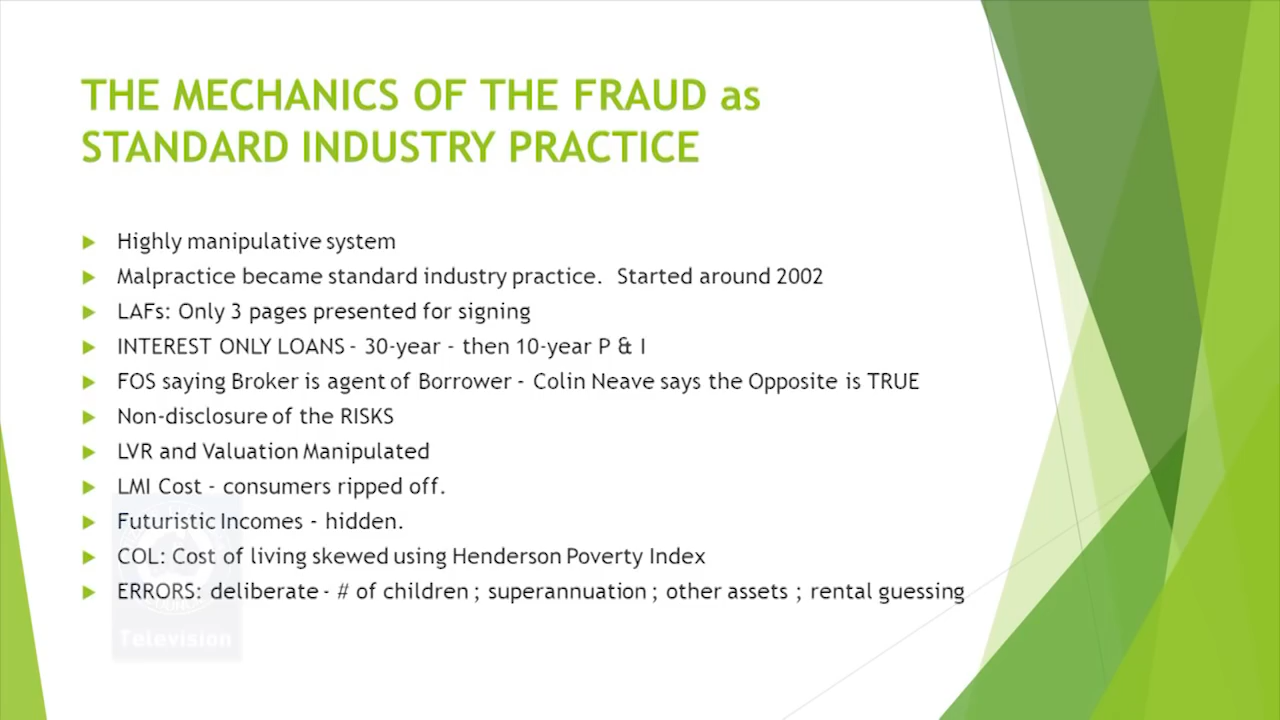 THE MECHANICS OF THE FRAUD as
STANDARD INDUSTRY PRACTICE
Highly manipulative system
Malpractice became standard industry practice. Started around 2002
LAFs: Only 3 pages presented for signing
INTEREST ONLY LOANS - 30-year - then 10-year P & I
FOS saying Broker is agent of Borrower - Colin Neave says the Opposite is TRUE
Non-disclosure of the RISKS
LVR and Valuation Manipulated
LMI Cost - consumers ripped off.
Futuristic Incomes - hidden.
COL: Cost of living skewed using Henderson Poverty Index
ERRORS: deliberate - # of children ; superannuation ; other assets ; rental guessing
Television